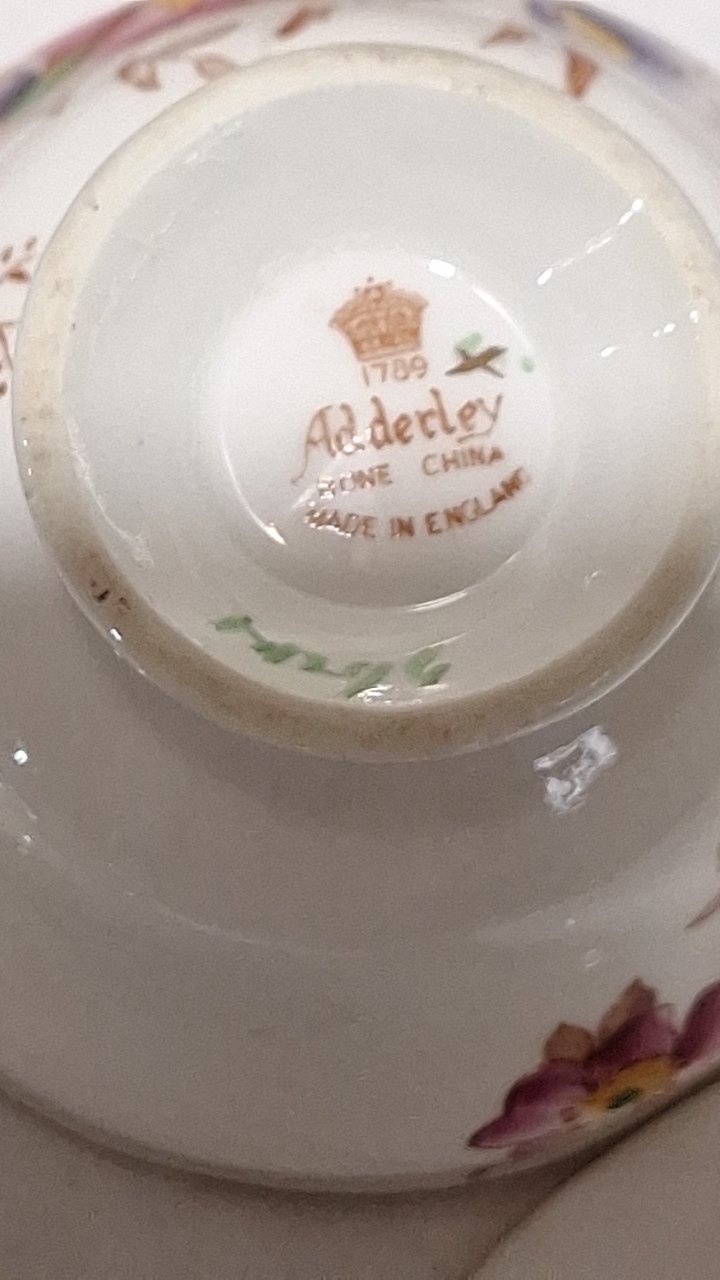 1789
Adderley
BONE CHINA
MADE IN ENGLAND